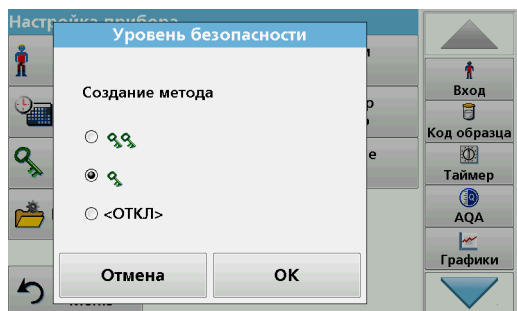 Настройка прибора
Уровень безопасности
Создание метода
<ОТКЛ>
Отмена
OK
Вход
Код образца
Таймер
AQA
Графики